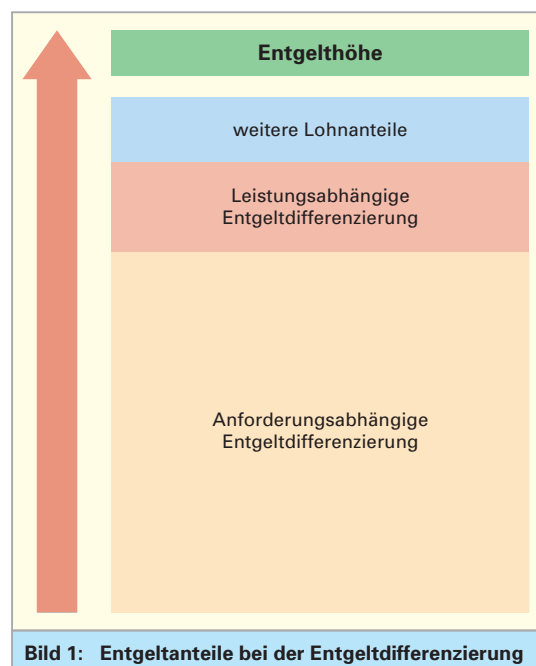 Entgelthöhe
weitere Lohnanteile
Leistungsabhängige
Entgeltdifferenzierung
Anforderungsabhängige
Entgeltdifferenzierung
Bild 1: Entgeltanteile bei der Entgeltdifferenzierung